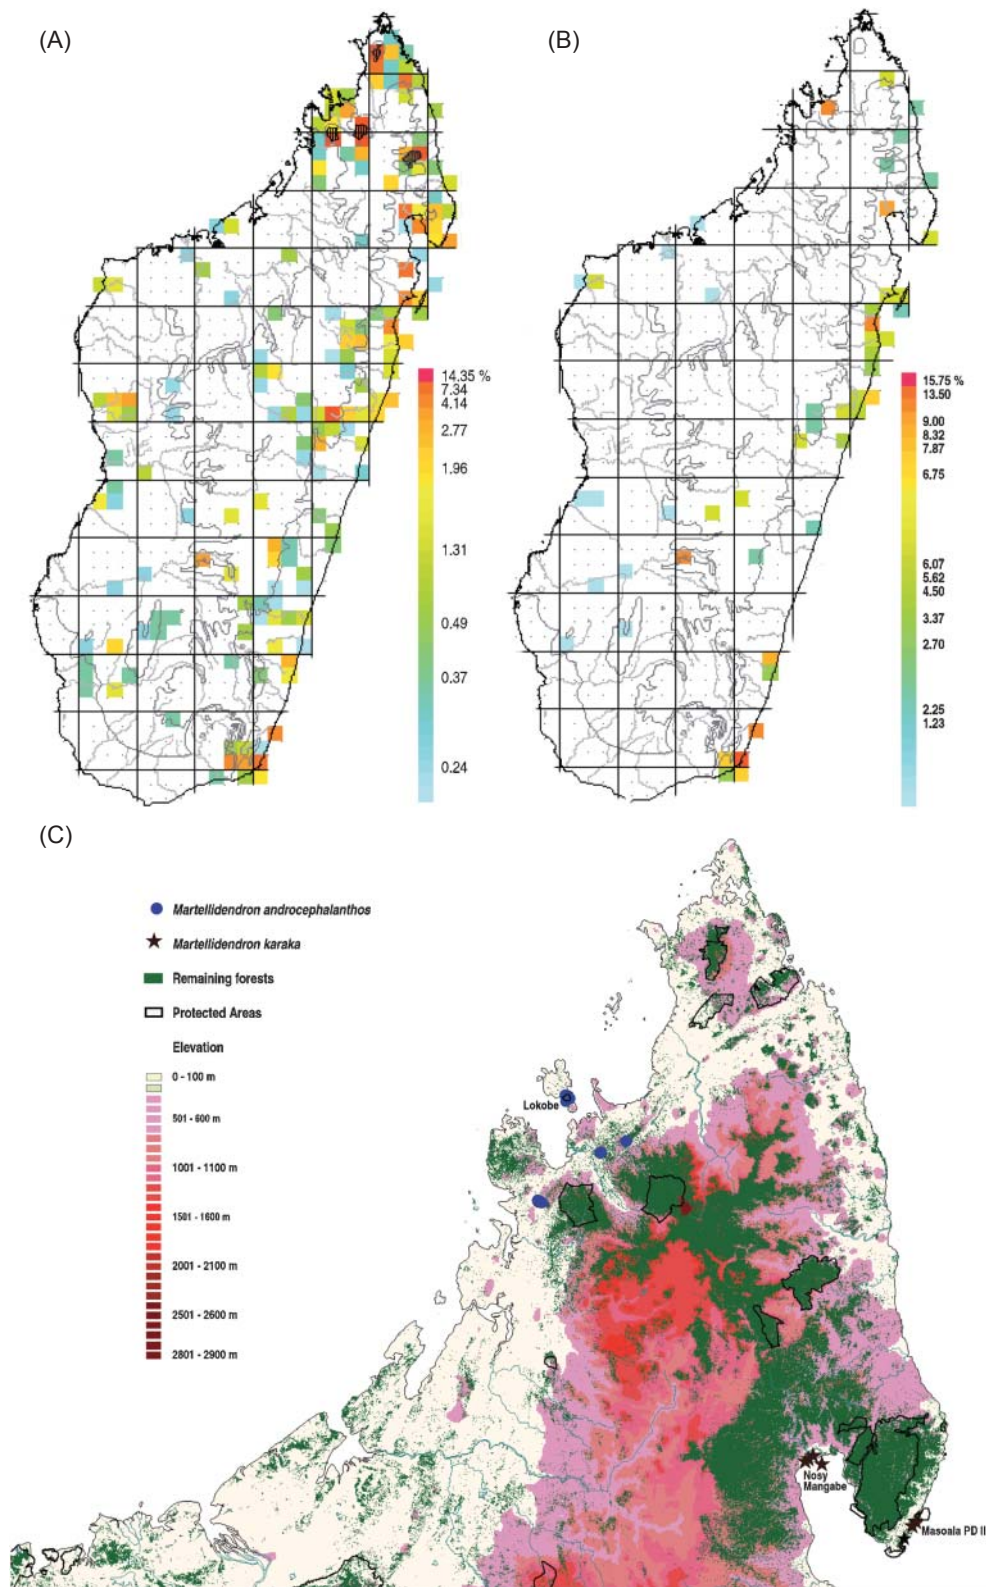 (A)
(B)
14.35 %
7.34
4.14
2.77
1.96
1.31
0.49
0.37
0.24
15.75 %
13.50
9.00
8.32
7.87
6.75
6.07
5.62
4.50
3.37
2.70
2.25
1.23
(C)
Martellidendron androcephalanthos
Martellidendron karaka
Remaining forests
Protected Areas
Elevation
0 - 100 m
501 - 600 m
1001 - 1100 m
1501 - 1600 m
2001 - 2100 m
2501 - 2600 m
2801 - 2900 m
Lokobe
Nosy
Mangabe
Masoala PD II